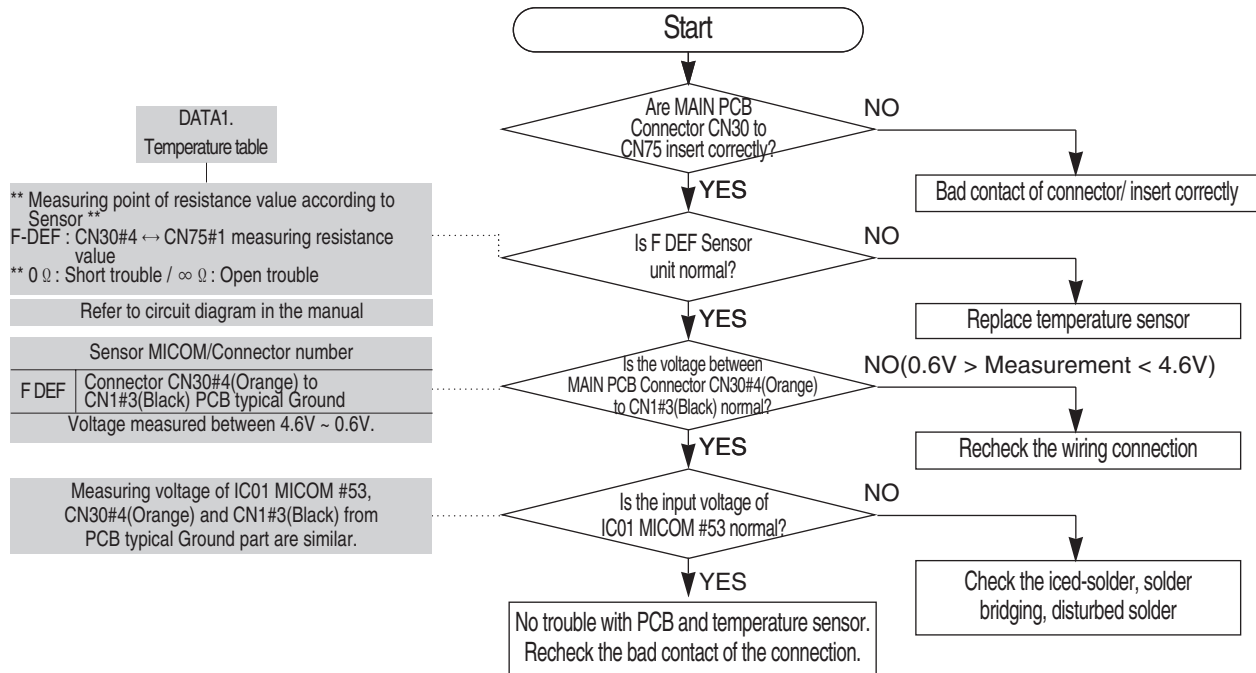 Start
Are MAIN PCB
Connector CN30 to
CN75 insert correctly?
NO
Bad contact of connector/ insert correctly
YES
DATA1.
Temperature table
** Measuring point of resistance value according to
Sensor **
F-DEF : CN30#4 ↔ CN75#1 measuring resistance
value
** 0 Ω : Short trouble / ∞ Ω : Open trouble
Refer to circuit diagram in the manual
Is F DEF Sensor
unit normal?
NO
Replace temperature sensor
YES
Sensor MICOM/Connector number
F DEF
Connector CN30#4(Orange) to
CN1#3(Black) PCB typical Ground
Voltage measured between 4.6V ~ 0.6V.
Is the voltage between
MAIN PCB Connector CN30#4(Orange)
to CN1#3(Black) normal?
NO(0.6V > Measurement < 4.6V)
Recheck the wiring connection
YES
Measuring voltage of IC01 MICOM #53,
CN30#4(Orange) and CN1#3(Black) from
PCB typical Ground part are similar.
Is the input voltage of
IC01 MICOM #53 normal?
NO
Check the iced-solder, solder
bridging, disturbed solder
YES
No trouble with PCB and temperature sensor.
Recheck the bad contact of the connection.